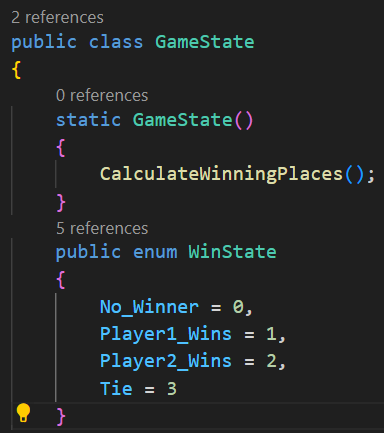 2 references
public class GameState
{
0 references
static GameState()
{
CalculateWinningPlaces();
}
5 references
public enum WinState
{
No_Winner = 0,
Player1_Wins = 1,
Player2_Wins = 2,
Tie = 3
}